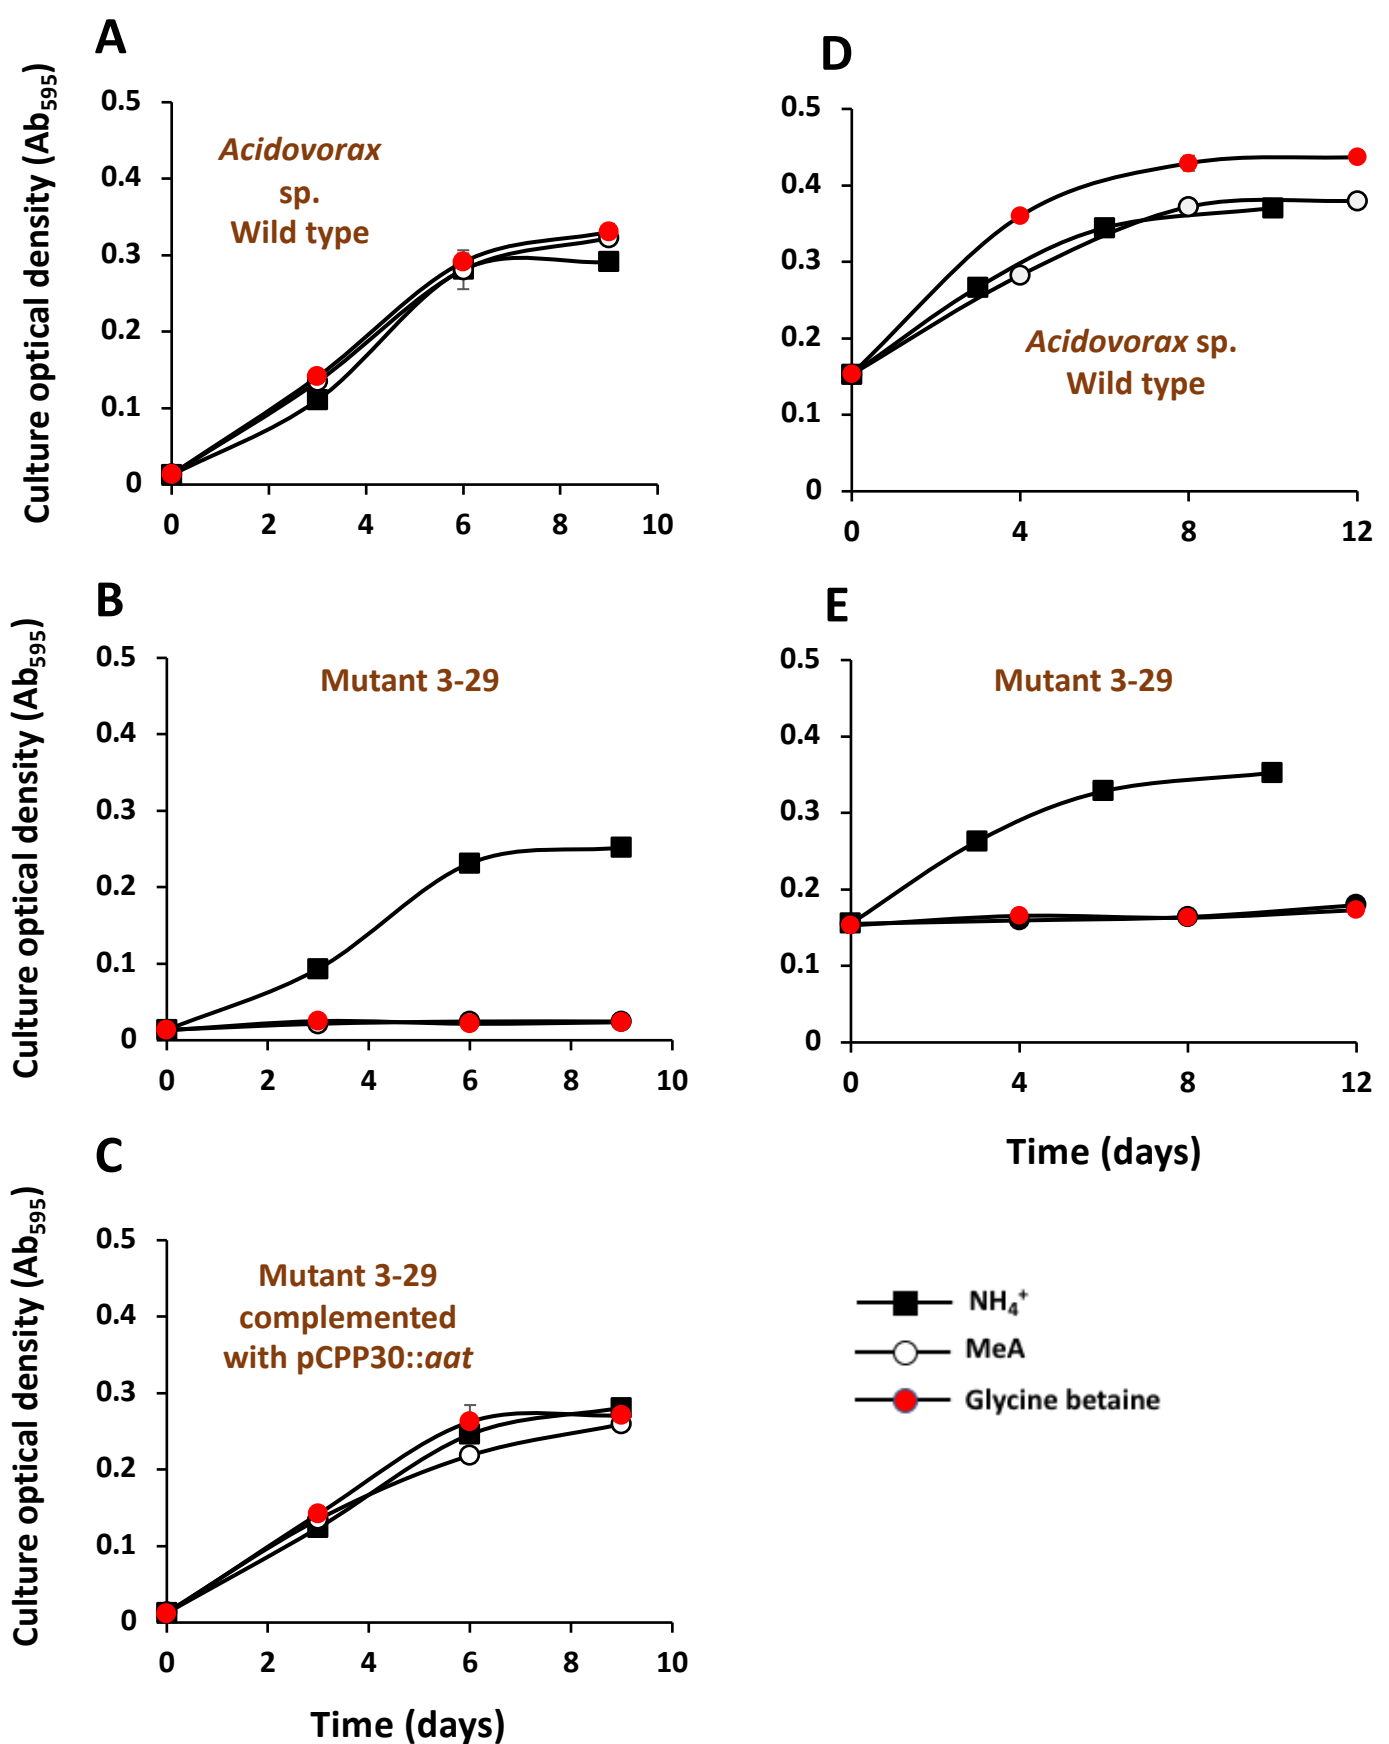 A
Culture optical density (Ab595)
0.5
0.4
0.3
0.2
0.1
0
Acidovorax
sp.
Wild type
0 2 4 6 8 10
D
0.5
0.4
0.3
0.2
0.1
0
Acidovorax sp.
Wild type
0 4 8 12
B
Culture optical density (Ab595)
0.5
0.4
0.3
0.2
0.1
0
Mutant 3-29
0 2 4 6 8 10
E
0.5
0.4
0.3
0.2
0.1
0
Mutant 3-29
0 4 8 12
Time (days)
C
Culture optical density (Ab595)
0.5
0.4
0.3
0.2
0.1
0
Mutant 3-29
complemented
with pCPP30::aat
0 2 4 6 8 10
Time (days)
NH4+
MeA
Glycine betaine